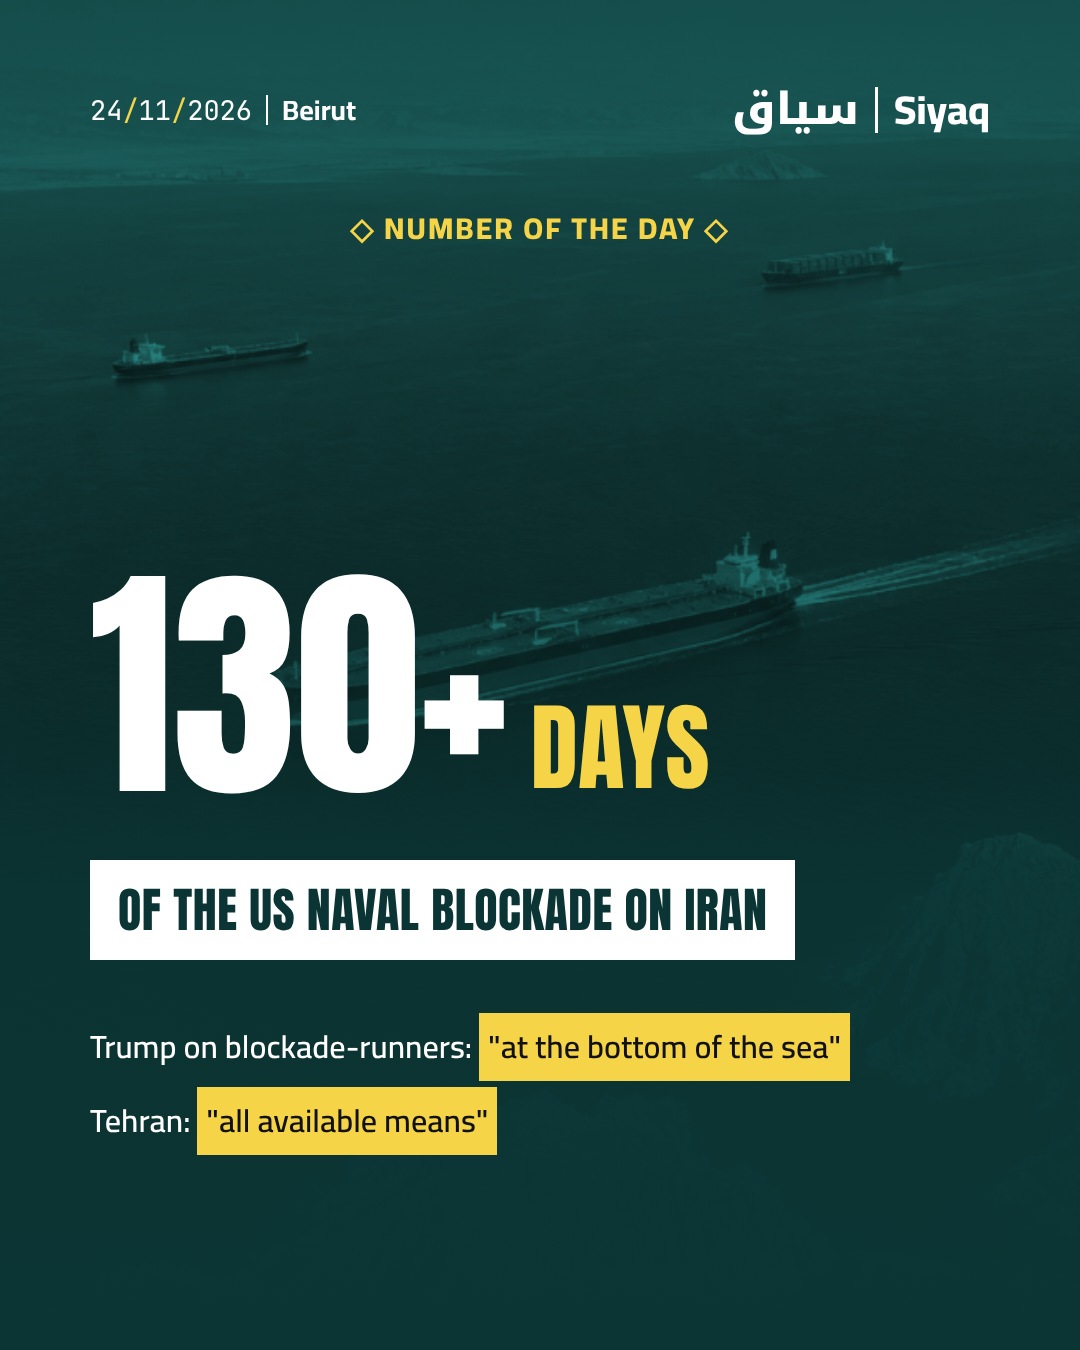 24/11/2026 | Beirut
سياق | Siyaq
◇ NUMBER OF THE DAY ◇
130+ DAYS
OF THE US NAVAL BLOCKADE ON IRAN
Trump on blockade-runners: "at the bottom of the sea"
Tehran: "all available means"